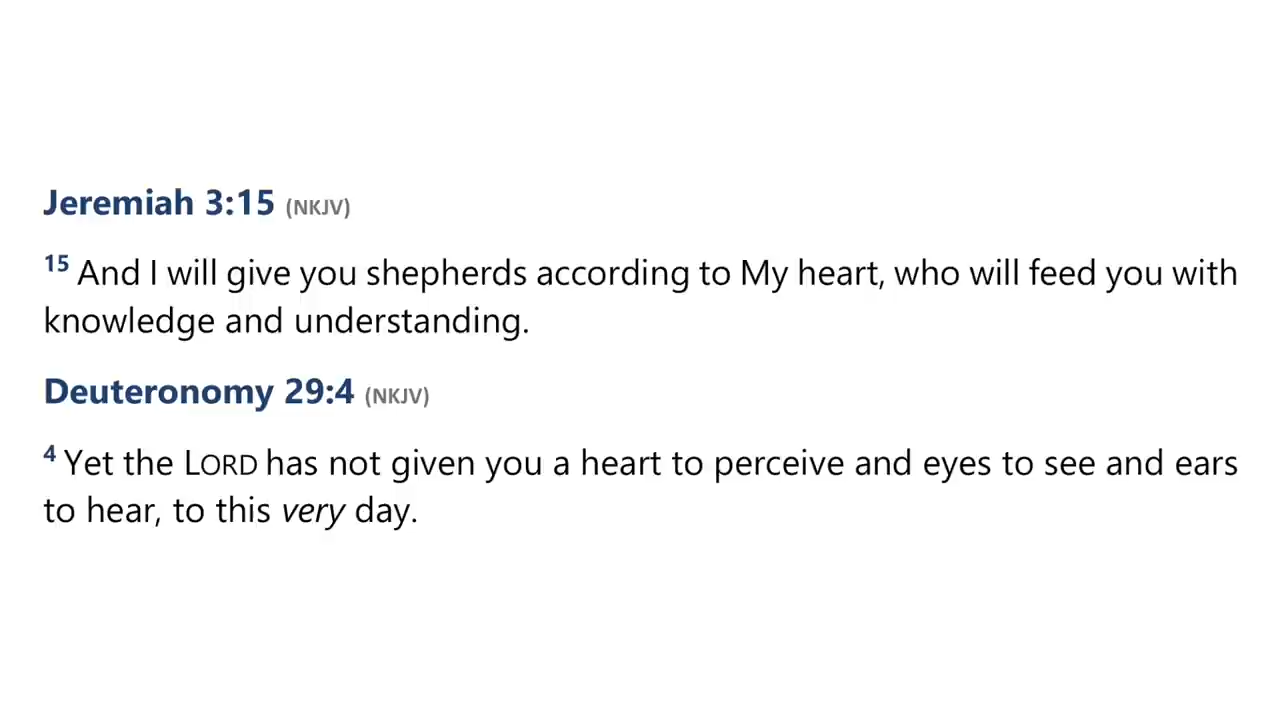 Jeremiah 3:15 (NKJV)
15 And I will give you shepherds according to My heart, who will feed you with
knowledge and understanding.
Deuteronomy 29:4 (NKJV)
4 Yet the LORD has not given you a heart to perceive and eyes to see and ears
to hear, to this very day.